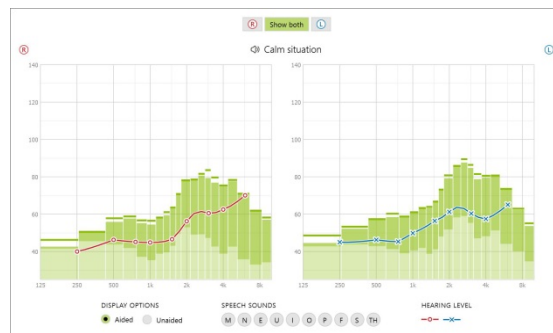 R Show both L
Calm situation
R L
140 140
120 120
100 100
80 80
60 60
40 40
125 250 500 1k 2k 4k 8k 125 250 500 1k 2k 4k 8k
DISPLAY OPTIONS SPEECH SOUNDS HEARING LEVEL
Aided Unaided M N E U I O P F S TH